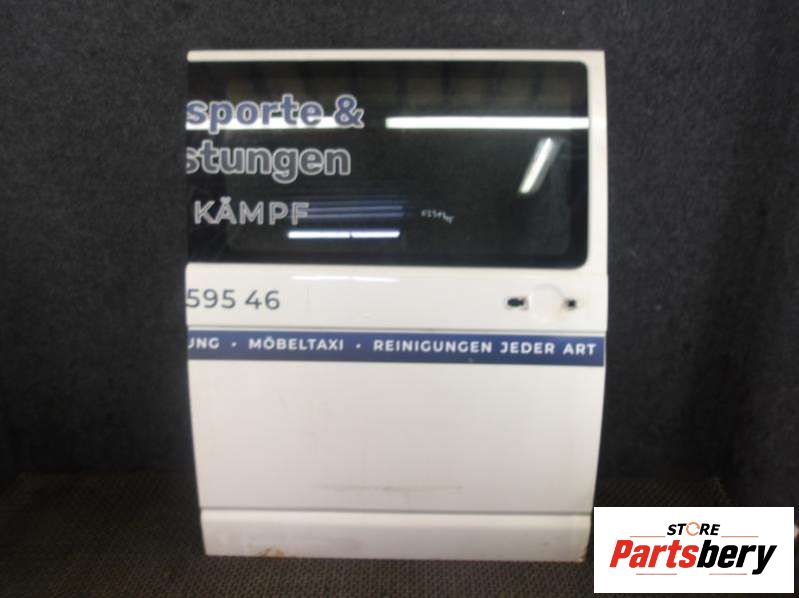 sporte &
stungen
KÄMPF
595 46
UNG • MÖBELTAXI • REINIGUNGEN JEDER ART
STORE
Partsbery